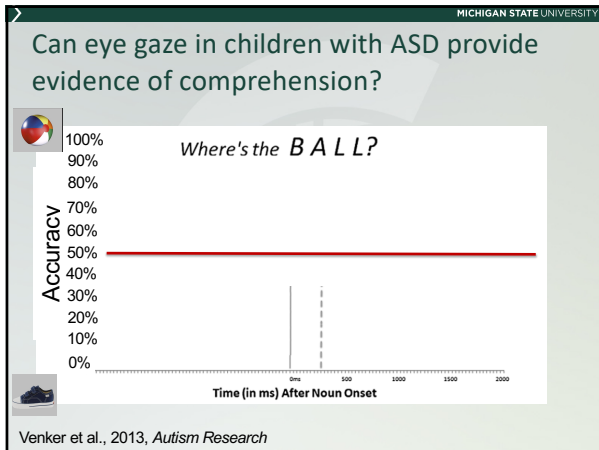 MICHIGAN STATE UNIVERSITY
Can eye gaze in children with ASD provide
evidence of comprehension?
Where's the B A L L?
100%
90%
80%
70%
60%
50%
40%
30%
20%
10%
0%
Accuracy
0ms 500 1000 1500 2000
Time (in ms) After Noun Onset
Venker et al., 2013, Autism Research